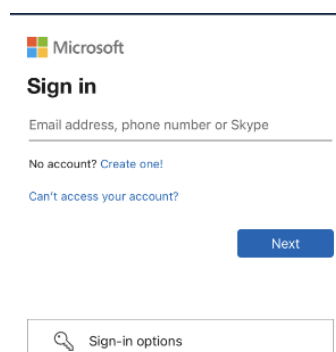 Microsoft
Sign in
Email address, phone number or Skype
No account? Create one!
Can't access your account?
Next
Sign-in options